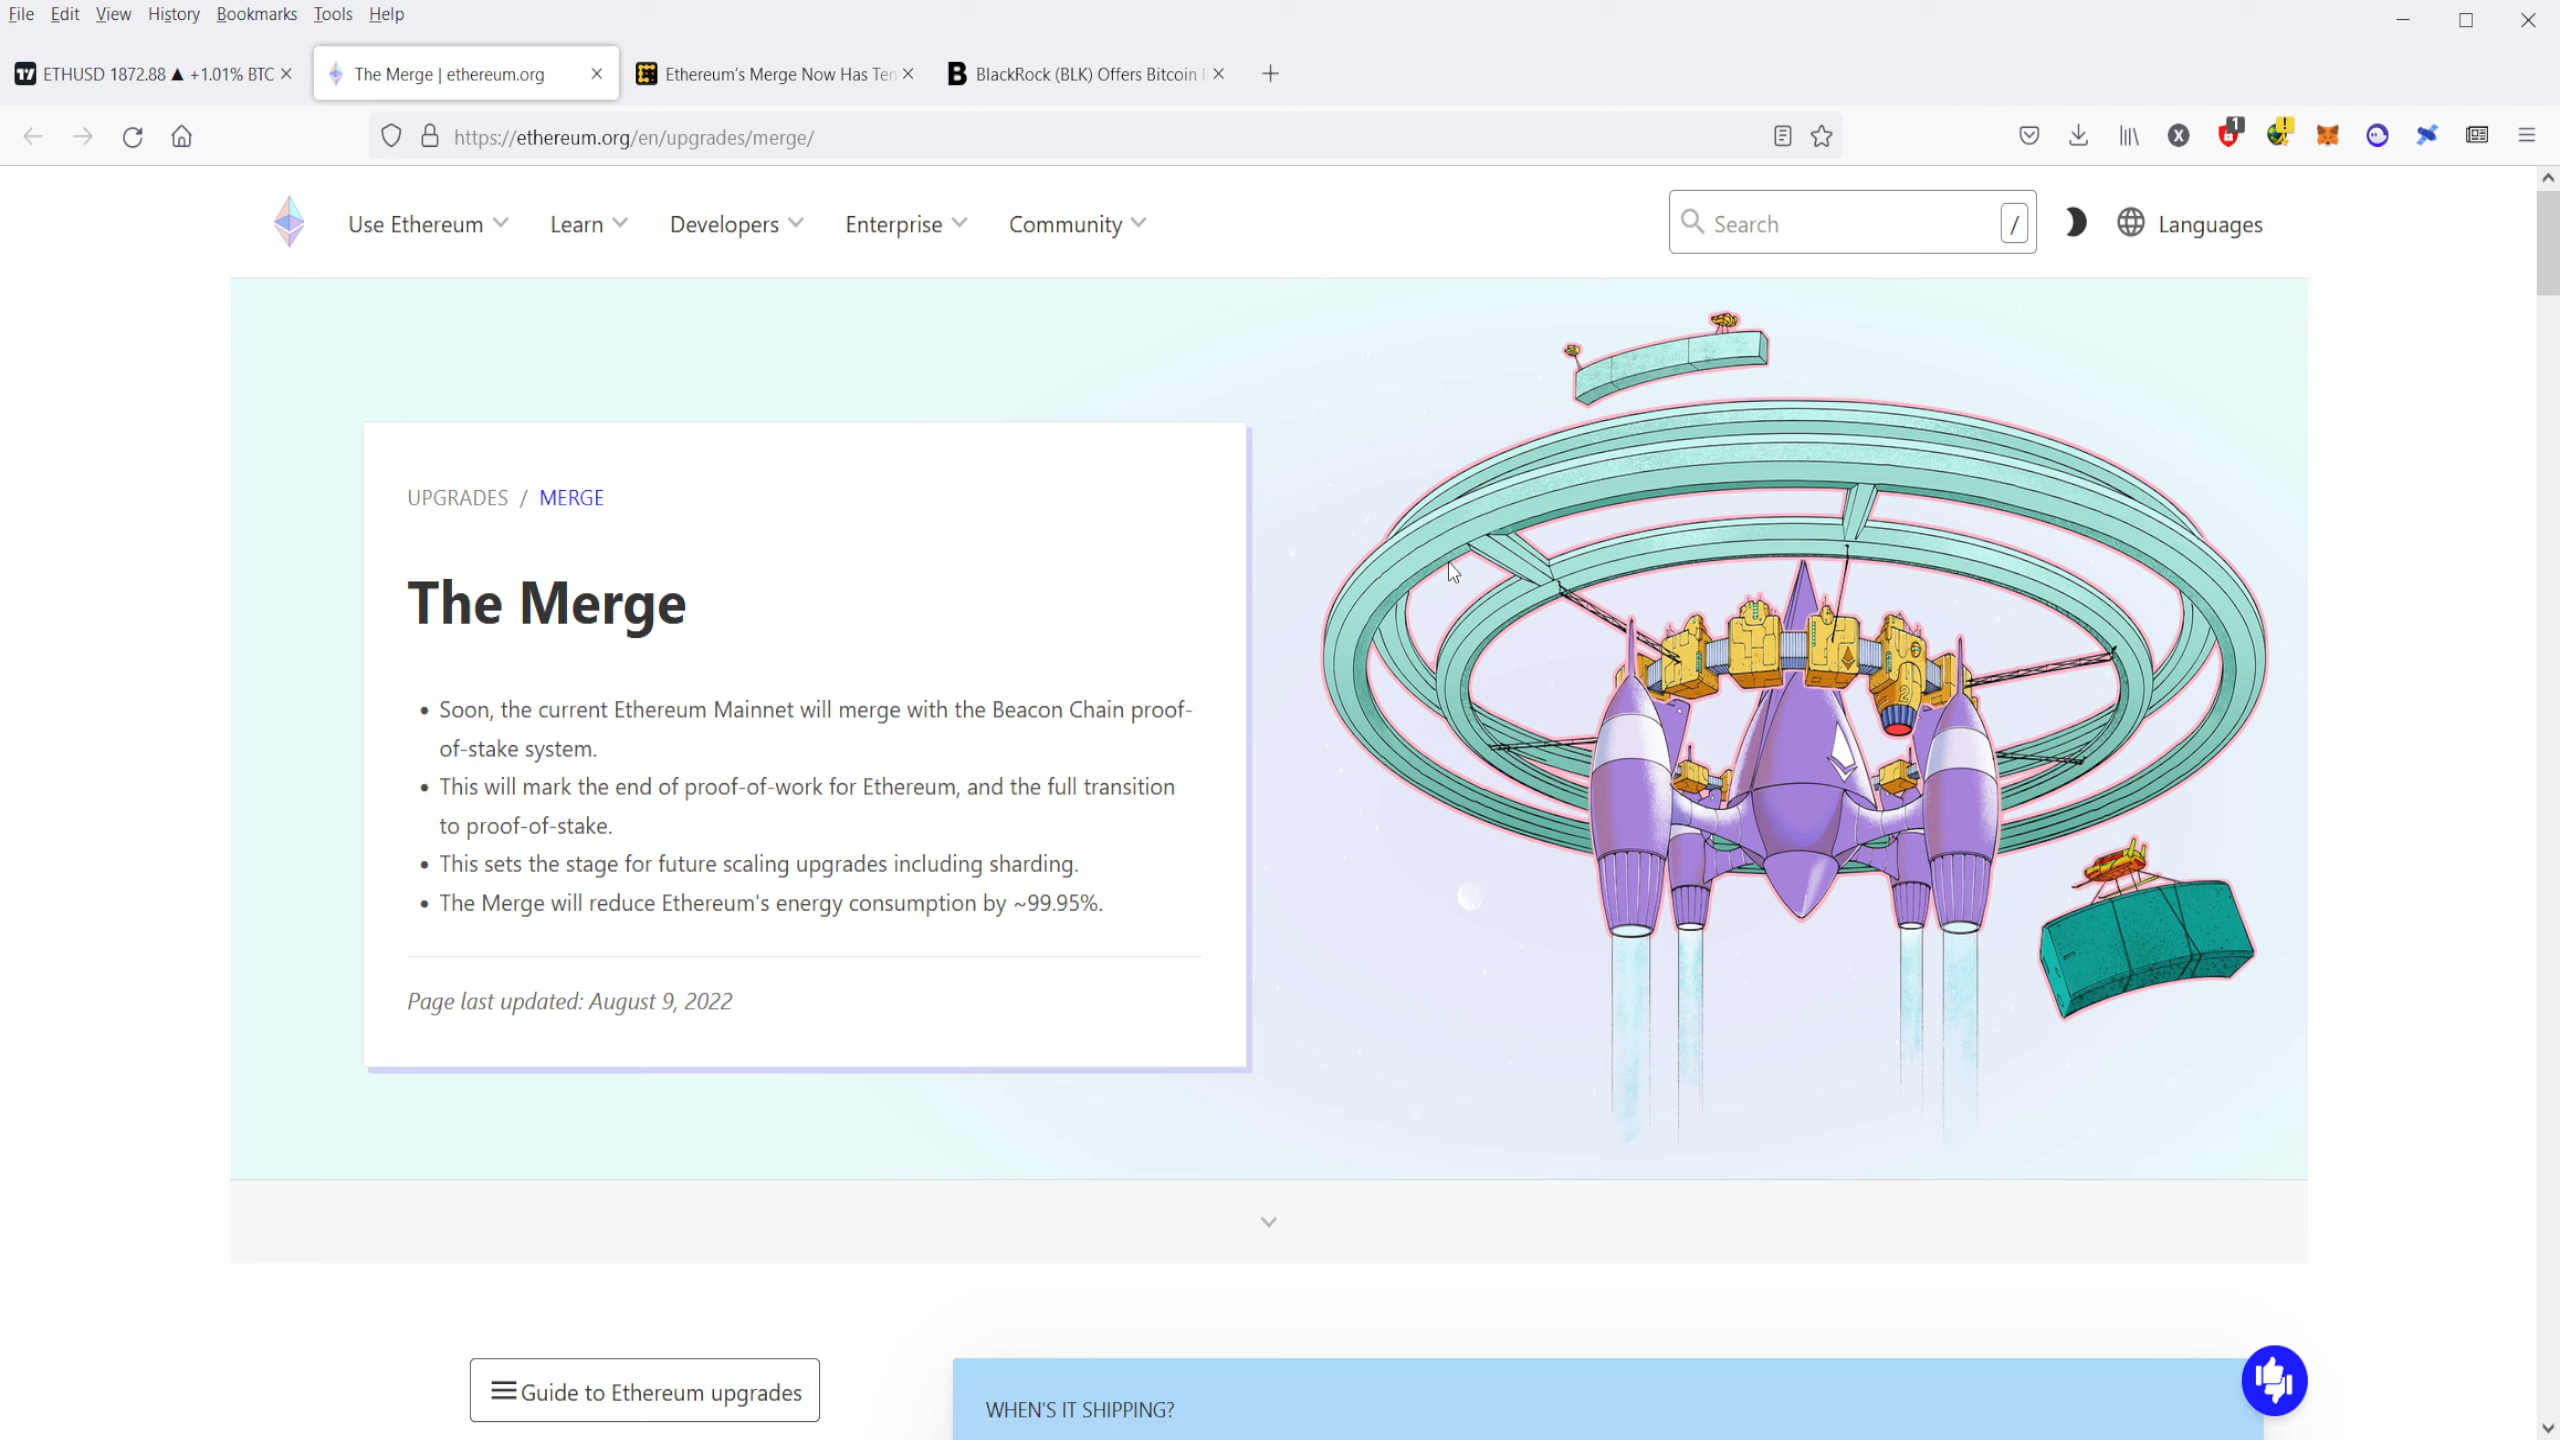 File Edit View History Bookmarks Tools Help
ETHUSD 1872.88 ▲ +1.01% BTC
The Merge | ethereum.org
Ethereum's Merge Now Has Ten
BlackRock (BLK) Offers Bitcoin
https://ethereum.org/en/upgrades/merge/
1
Use Ethereum Learn Developers Enterprise Community Search / Languages
UPGRADES / MERGE
The Merge
• Soon, the current Ethereum Mainnet will merge with the Beacon Chain proof-
of-stake system.
• This will mark the end of proof-of-work for Ethereum, and the full transition
to proof-of-stake.
• This sets the stage for future scaling upgrades including sharding.
• The Merge will reduce Ethereum's energy consumption by ~99.95%.
Page last updated: August 9, 2022
2
Guide to Ethereum upgrades
WHEN'S IT SHIPPING?